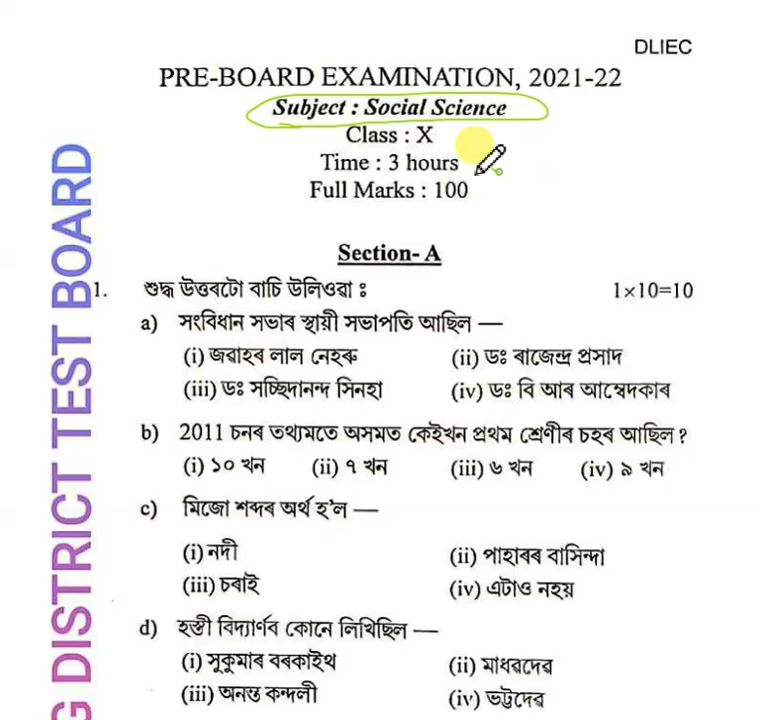 DLIEC
PRE-BOARD EXAMINATION, 2021-22
Subject : Social Science
Class : X
Time : 3 hours
Full Marks : 100
Section- A
1. শুদ্ধ উত্তৰটো বাচি উলিওৱা ঃ 1×10=10
a) সংবিধান সভাৰ স্থায়ী সভাপতি আছিল —
(i) জৱাহৰ লাল নেহৰু (ii) ডঃ ৰাজেন্দ্ৰ প্ৰসাদ
(iii) ডঃ সচ্ছিদানন্দ সিনহা (iv) ডঃ বি আৰ আম্বেদকাৰ
b) 2011 চনৰ তথ্যমতে অসমত কেইখন প্ৰথম শ্ৰেণীৰ চহৰ আছিল ?
(i) ১০ খন (ii) ৭ খন (iii) ৬ খন (iv) ৯ খন
c) মিজো শব্দৰ অৰ্থ হ'ল —
(i) নদী (ii) পাহাৰৰ বাসিন্দা
(iii) চৰাই (iv) এটাও নহয়
d) হস্তী বিদ্যাৰ্ণৱ কোনে লিখিছিল —
(i) সুকুমাৰ বৰকাইথ (ii) মাধৱদেৱ
(iii) অনন্ত কন্দলী (iv) ভট্টদেৱ
G DISTRICT TEST BOARD